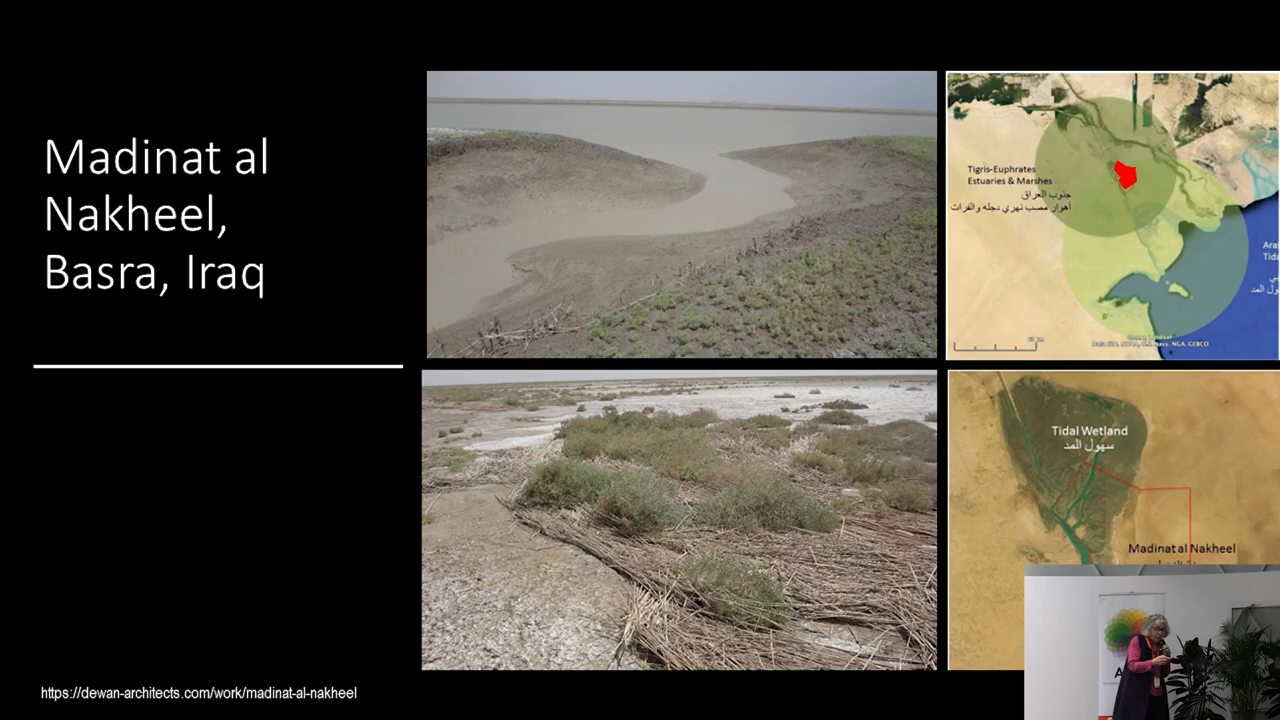 Madinat al
Nakheel,
Basra, Iraq
https://dewan-architects.com/work/madinat-al-nakheel
Tigris-Euphrates
Estuaries & Marshes
جنوب العراق
أهوار مصب نهري دجله والفرات
Tidal Wetland
سهول المد
Madinat al Nakheel